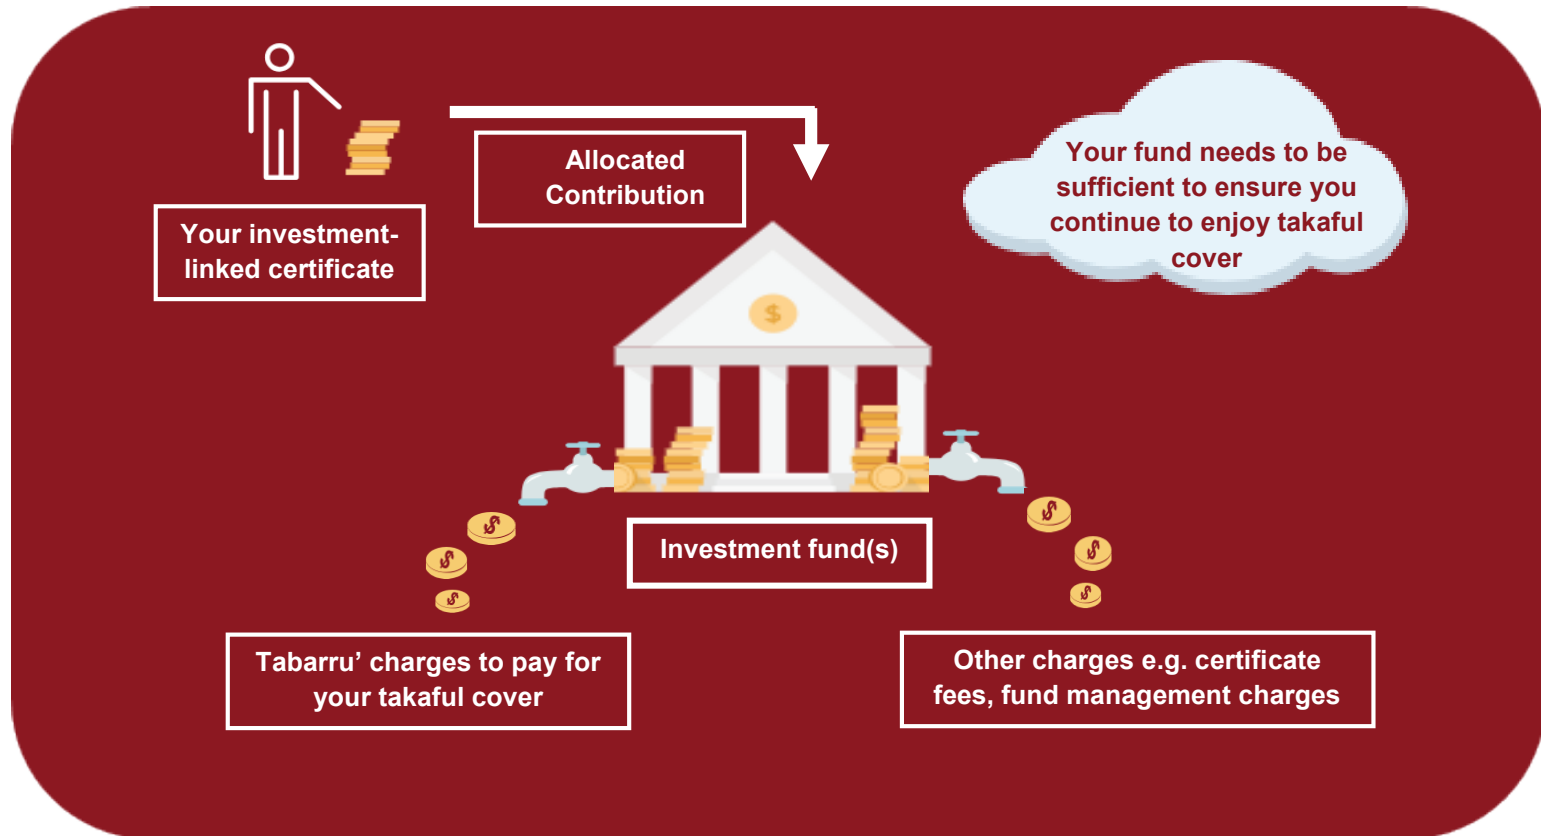 Allocated
Contribution
Your investment-
linked certificate
Your fund needs to be
sufficient to ensure you
continue to enjoy takaful
cover
$
Investment fund(s)
$
$
$
$
$
$
Tabarru’ charges to pay for
your takaful cover
Other charges e.g. certificate
fees, fund management charges